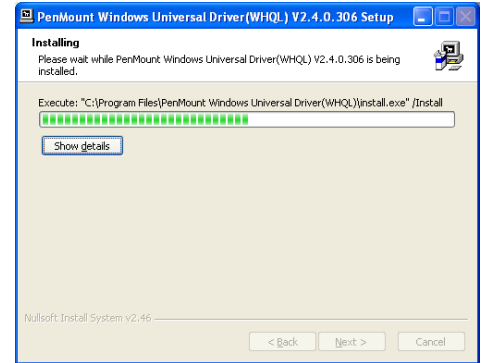 PenMount Windows Universal Driver(WHQL) V2.4.0.306 Setup
Installing
Please wait while PenMount Windows Universal Driver(WHQL) V2.4.0.306 is being
installed.
Execute: "C:\Program Files\PenMount Windows Universal Driver(WHQL)\install.exe" /Install
Show details
Nullsoft Install System v2.46
< Back Next > Cancel